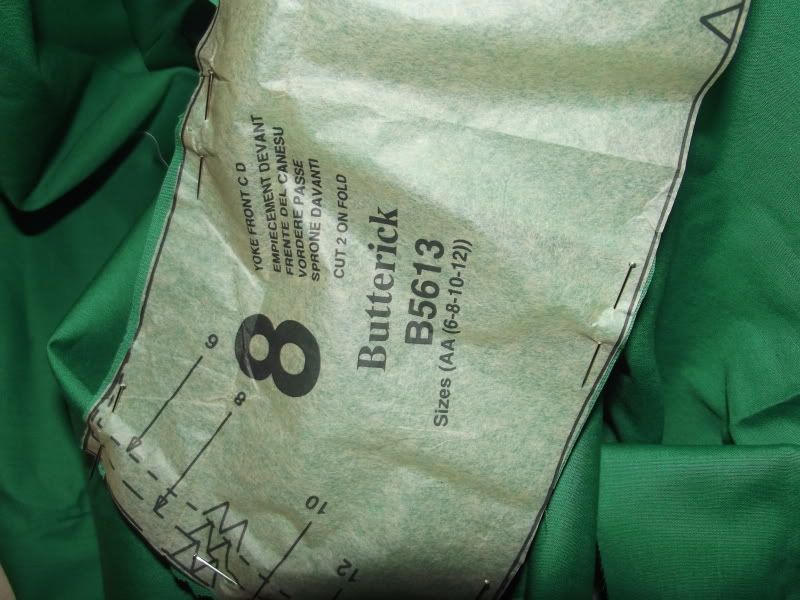 YOKE FRONT C D
EMPIECEMENT DEVANT
FRENTE DEL CANESU
VORDERE PASSE
SPRONE DAVANTI
CUT 2 ON FOLD
8
Butterick
B5613
Sizes (AA (6-8-10-12))
6
8
10
12